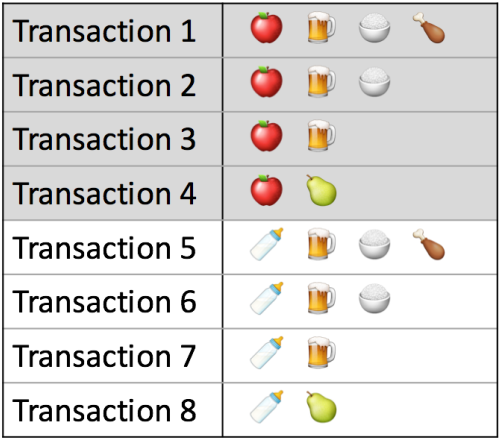 Transaction 1
Transaction 2
Transaction 3
Transaction 4
Transaction 5
Transaction 6
Transaction 7
Transaction 8